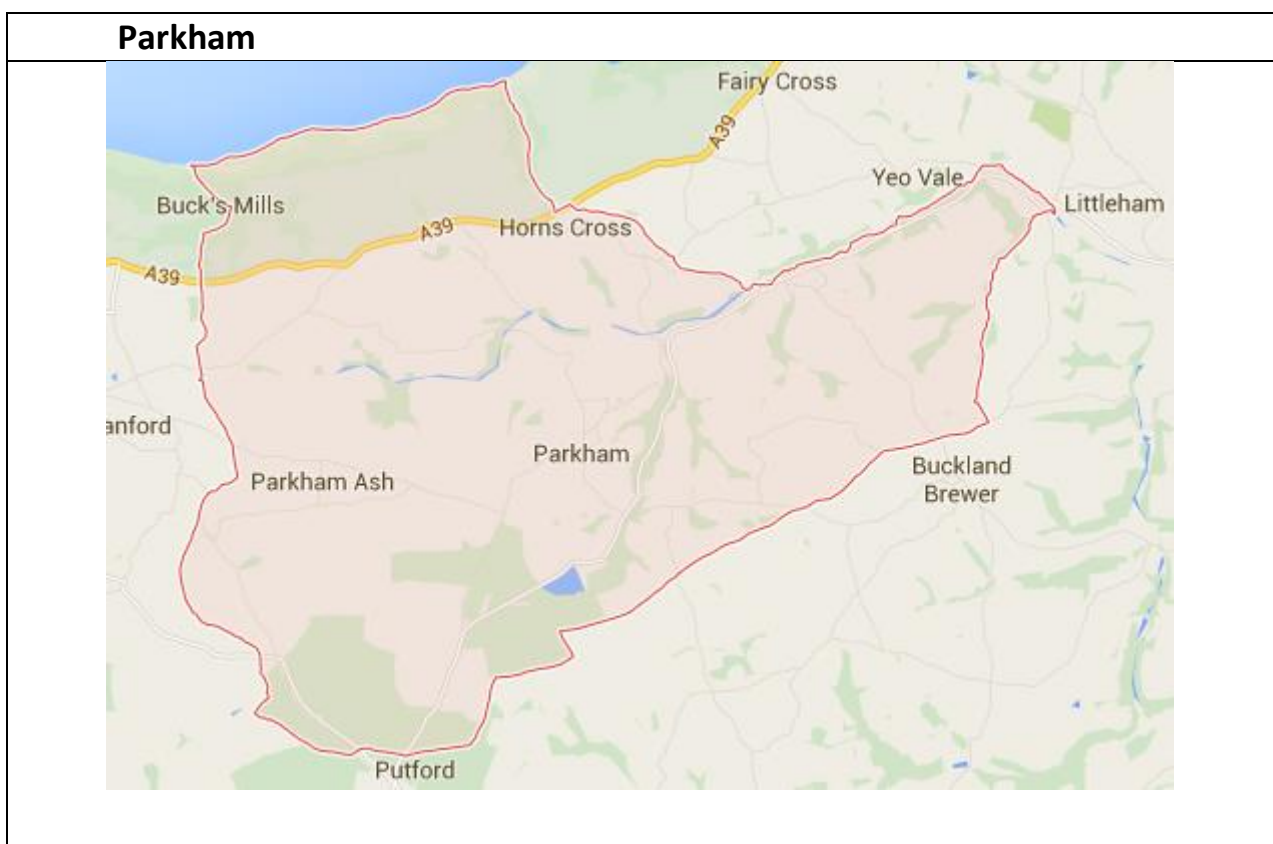 Parkham
Fairy Cross
A39
Yeo Vale
Buck's Mills
Littleham
Horns Cross
A39
A39
anford
Parkham
Buckland
Brewer
Parkham Ash
Putford